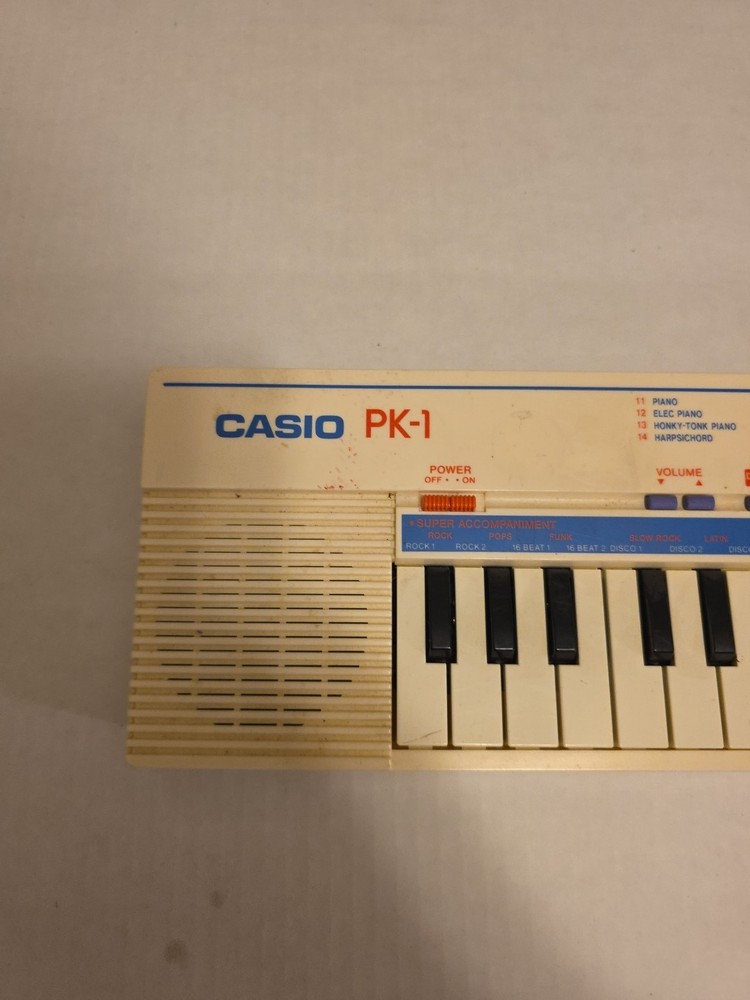 CASIO PK-1
11 PIANO
12 ELEC PIANO
13 HONKY-TONK PIANO
14 HARPSICHORD
POWER
OFF • • ON
VOLUME
▼ ▲
★SUPER ACCOMPANIMENT
ROCK POPS FUNK SLOW ROCK LATIN
ROCK 1 ROCK 2 16 BEAT 1 16 BEAT 2 DISCO 1 DISCO 2